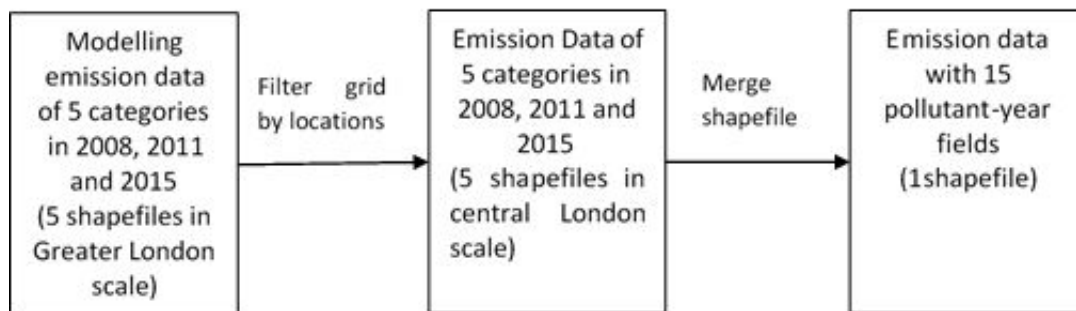 Modelling
emission data
of 5 categories
in 2008, 2011
and 2015
(5 shapefiles in
Greater London
scale)
Filter grid
by locations
Emission Data of
5 categories in
2008, 2011 and
2015
(5 shapefiles in
central London
scale)
Merge
shapefile
Emission data
with 15
pollutant-year
fields
(1shapefile)